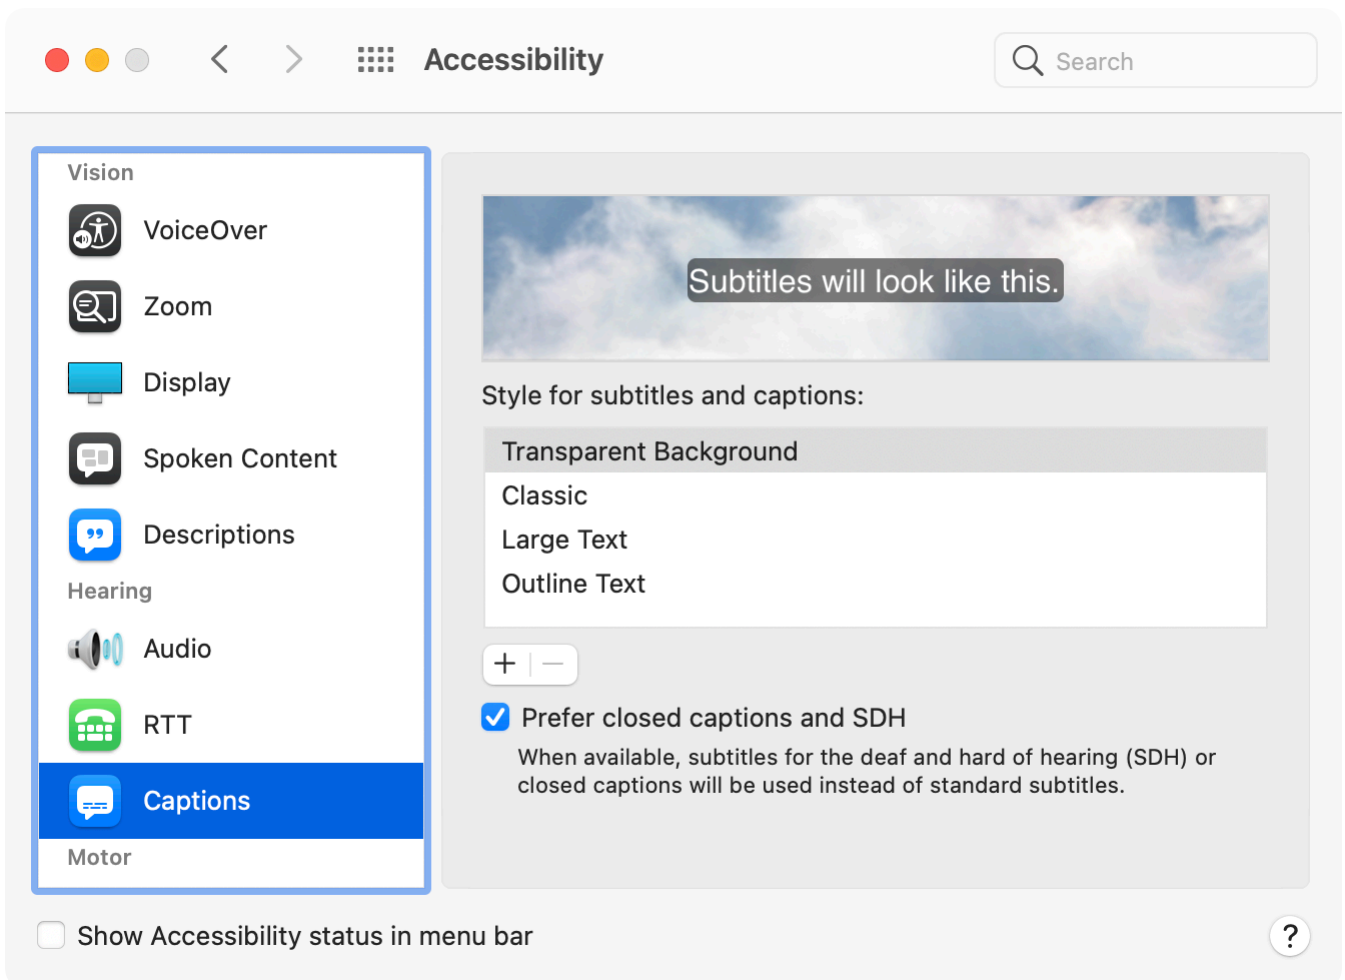 Accessibility
Search
Vision
VoiceOver
Zoom
Display
Spoken Content
Descriptions
Hearing
Audio
RTT
Captions
Motor
Subtitles will look like this.
Style for subtitles and captions:
Transparent Background
Classic
Large Text
Outline Text
Prefer closed captions and SDH
When available, subtitles for the deaf and hard of hearing (SDH) or
closed captions will be used instead of standard subtitles.
Show Accessibility status in menu bar
?